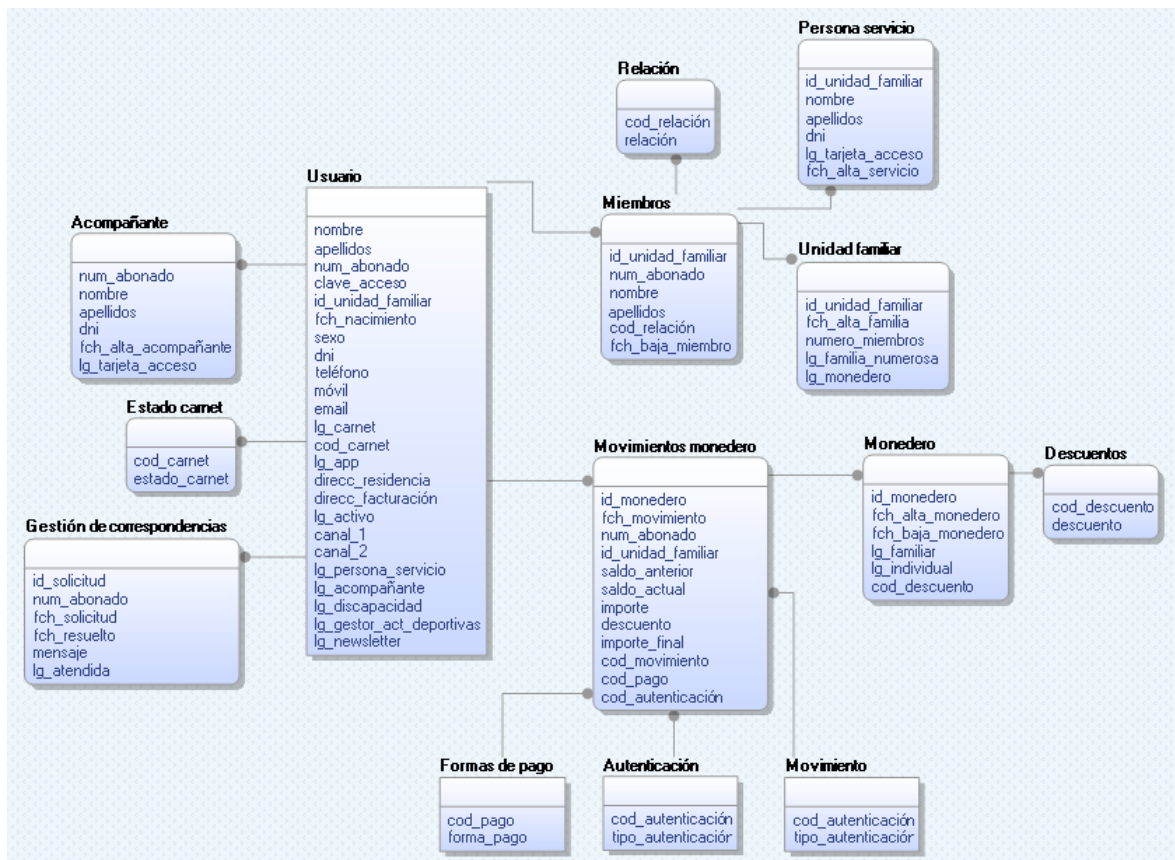 Persona servicio
id_unidad_familiar
nombre
apellidos
dni
lg_tarjeta_acceso
fch_alta_servicio
Relación
cod_relación
relación
Usuario
nombre
apellidos
num_abonado
clave_acceso
id_unidad_familiar
fch_nacimiento
sexo
dni
teléfono
móvil
email
lg_carnet
cod_carnet
lg_app
direcc_residencia
direcc_facturación
lg_activo
canal_1
canal_2
lg_persona_servicio
lg_acompañante
lg_discapacidad
lg_gestor_act_deportivas
lg_newsletter
Miembros
id_unidad_familiar
num_abonado
nombre
apellidos
cod_relación
fch_baja_miembro
Acompañante
num_abonado
nombre
apellidos
dni
fch_alta_acompañante
lg_tarjeta_acceso
Unidad familiar
id_unidad_familiar
fch_alta_familia
numero_miembros
lg_familia_numerosa
lg_monedero
Estado carnet
cod_carnet
estado_carnet
Movimientos monedero
id_monedero
fch_movimiento
num_abonado
id_unidad_familiar
saldo_anterior
saldo_actual
importe
descuento
importe_final
cod_movimiento
cod_pago
cod_autenticación
Monedero
id_monedero
fch_alta_monedero
fch_baja_monedero
lg_familiar
lg_individual
cod_descuento
Descuentos
cod_descuento
descuento
Gestión de correspondencias
id_solicitud
num_abonado
fch_solicitud
fch_resuelto
mensaje
lg_atendida
Formas de pago
cod_pago
forma_pago
Autenticación
cod_autenticación
tipo_autenticación
Movimiento
cod_autenticación
tipo_autenticación